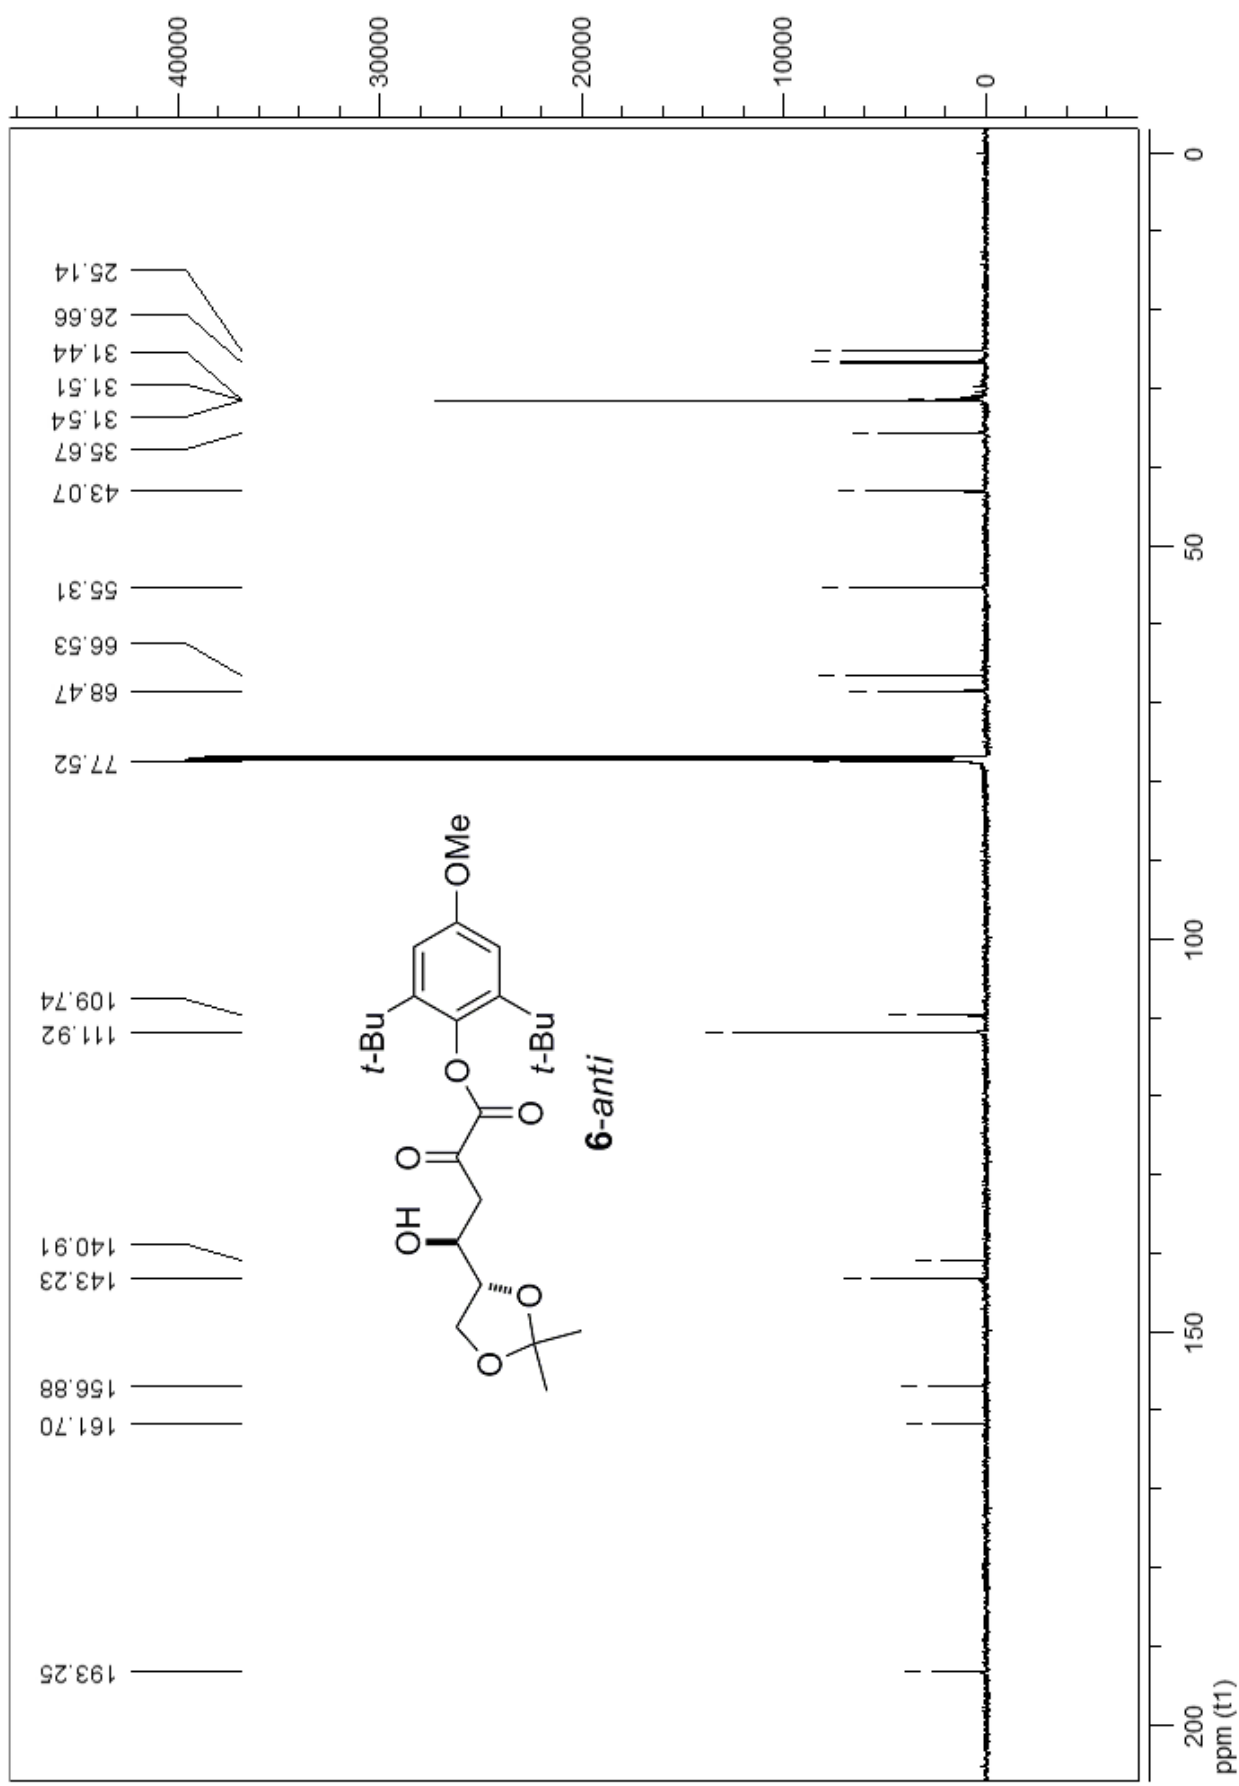 40000
30000
20000
10000
0
25.14
26.66
31.44
31.51
31.54
35.67
43.07
55.31
66.53
68.47
77.52
109.74
111.92
140.91
143.23
156.88
161.70
193.25
OMe
t-Bu
t-Bu
O
O
O
OH
O
O
6-anti
0
50
100
150
200
ppm (t1)